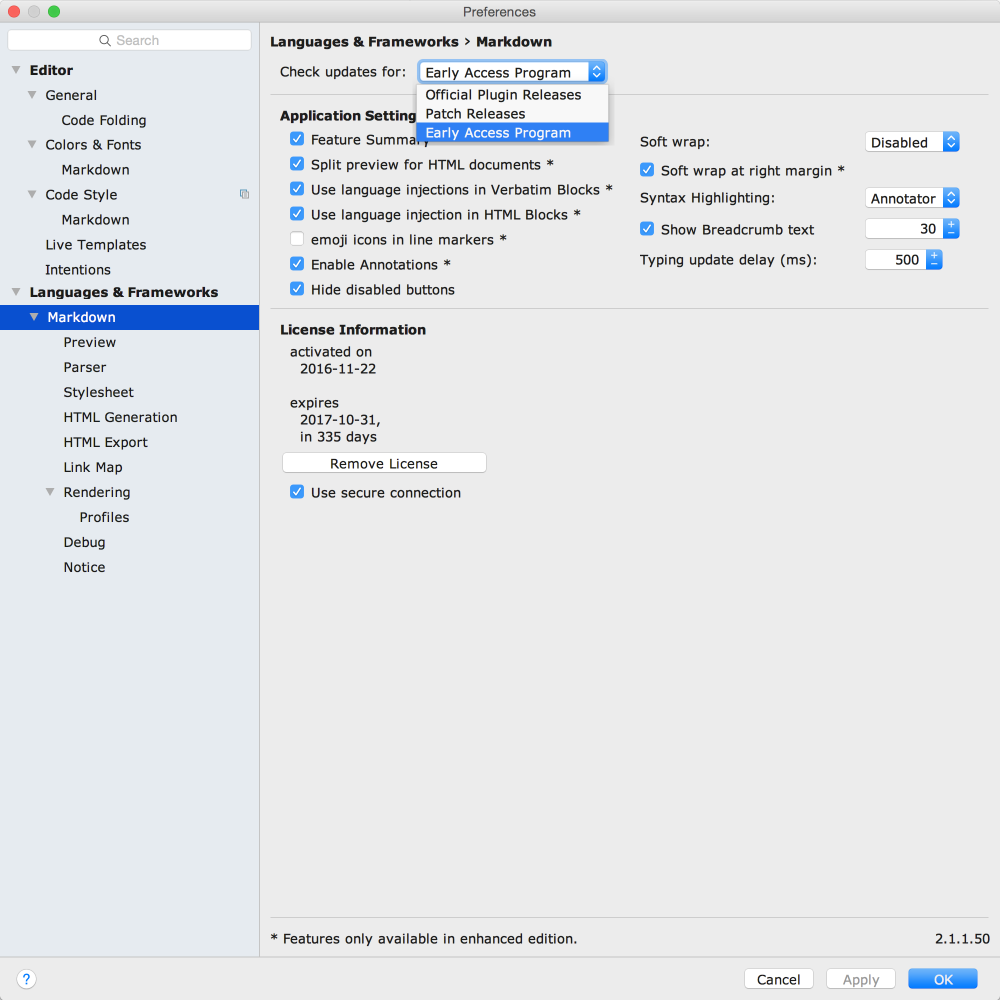 Preferences
Search
Editor
General
Code Folding
Colors & Fonts
Markdown
Code Style
Markdown
Live Templates
Intentions
Languages & Frameworks
Markdown
Preview
Parser
Stylesheet
HTML Generation
HTML Export
Link Map
Rendering
Profiles
Debug
Notice
Languages & Frameworks › Markdown
Check updates for: Early Access Program
Official Plugin Releases
Patch Releases
Early Access Program
Application Setting
Feature Summary
Split preview for HTML documents *
Use language injections in Verbatim Blocks *
Use language injection in HTML Blocks *
emoji icons in line markers *
Enable Annotations *
Hide disabled buttons
Soft wrap: Disabled
Soft wrap at right margin *
Syntax Highlighting: Annotator
Show Breadcrumb text 30
Typing update delay (ms): 500
License Information
activated on
2016-11-22
expires
2017-10-31,
in 335 days
Remove License
Use secure connection
* Features only available in enhanced edition. 2.1.1.50
? Cancel Apply OK